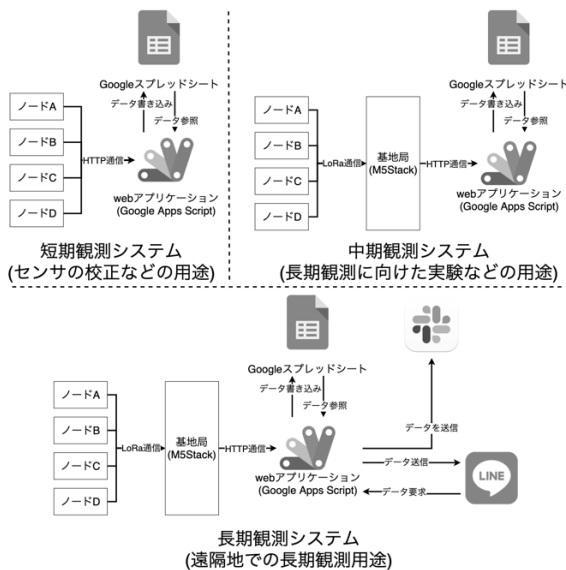 Googleスプレッドシート
データ書き込み
データ参照
ノードA
ノードB
ノードC
ノードD
HTTP通信
webアプリケーション
(Google Apps Script)
短期観測システム
(センサの校正などの用途)
Googleスプレッドシート
データ書き込み
データ参照
ノードA
ノードB
ノードC
ノードD
LoRa通信
基地局
(M5Stack)
HTTP通信
webアプリケーション
(Google Apps Script)
中期観測システム
(長期観測に向けた実験などの用途)
Googleスプレッドシート
データ書き込み
データ参照
ノードA
ノードB
ノードC
ノードD
LoRa通信
基地局
(M5Stack)
HTTP通信
webアプリケーション
(Google Apps Script)
データを送信
データ送信
データ要求
LINE
長期観測システム
(遠隔地での長期観測用途)